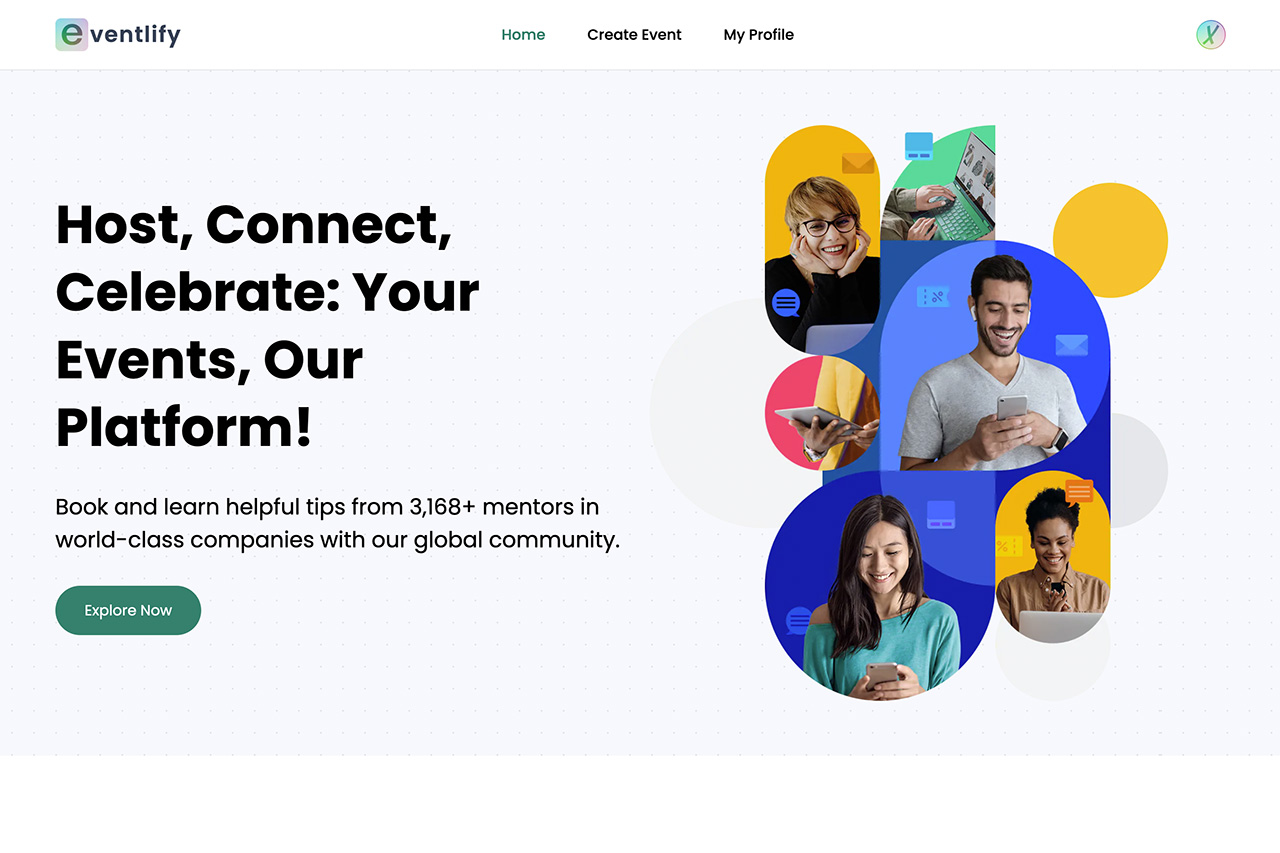 eventlify
Home
Create Event
My Profile
Host, Connect,
Celebrate: Your
Events, Our
Platform!
Book and learn helpful tips from 3,168+ mentors in
world-class companies with our global community.
Explore Now